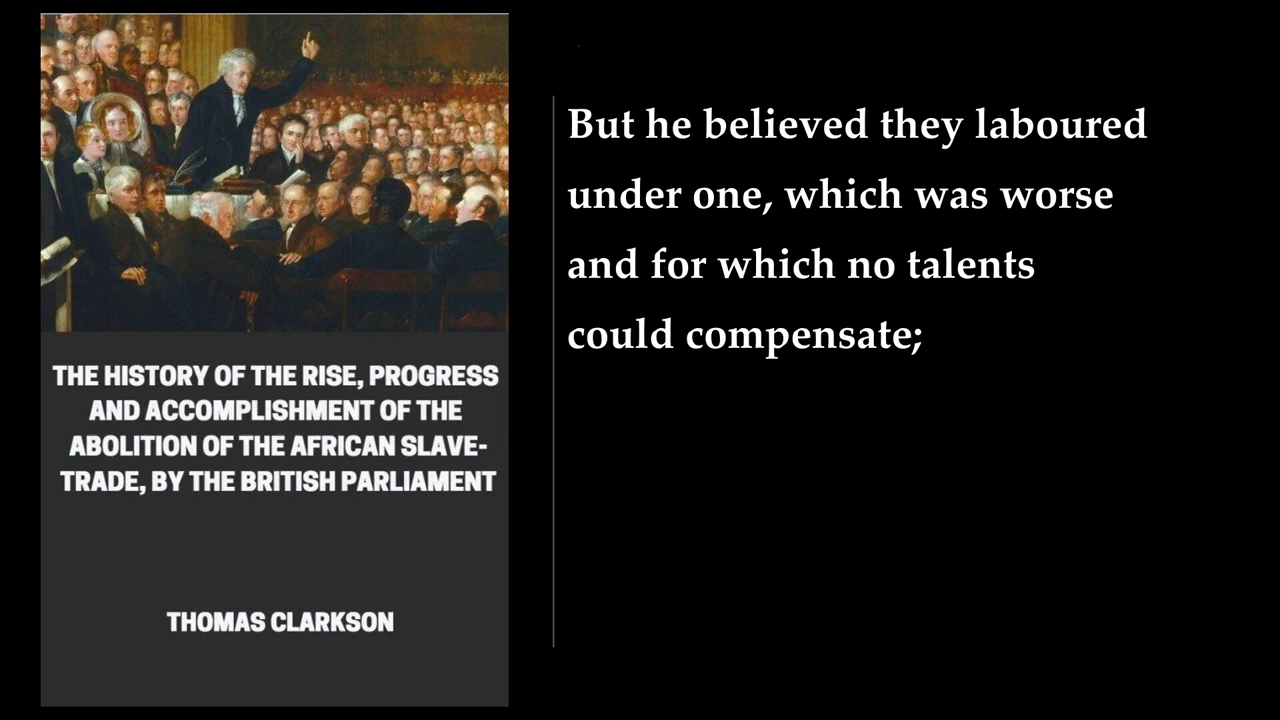 THE HISTORY OF THE RISE, PROGRESS
AND ACCOMPLISHMENT OF THE
ABOLITION OF THE AFRICAN SLAVE-
TRADE, BY THE BRITISH PARLIAMENT
THOMAS CLARKSON
But he believed they laboured
under one, which was worse
and for which no talents
could compensate;